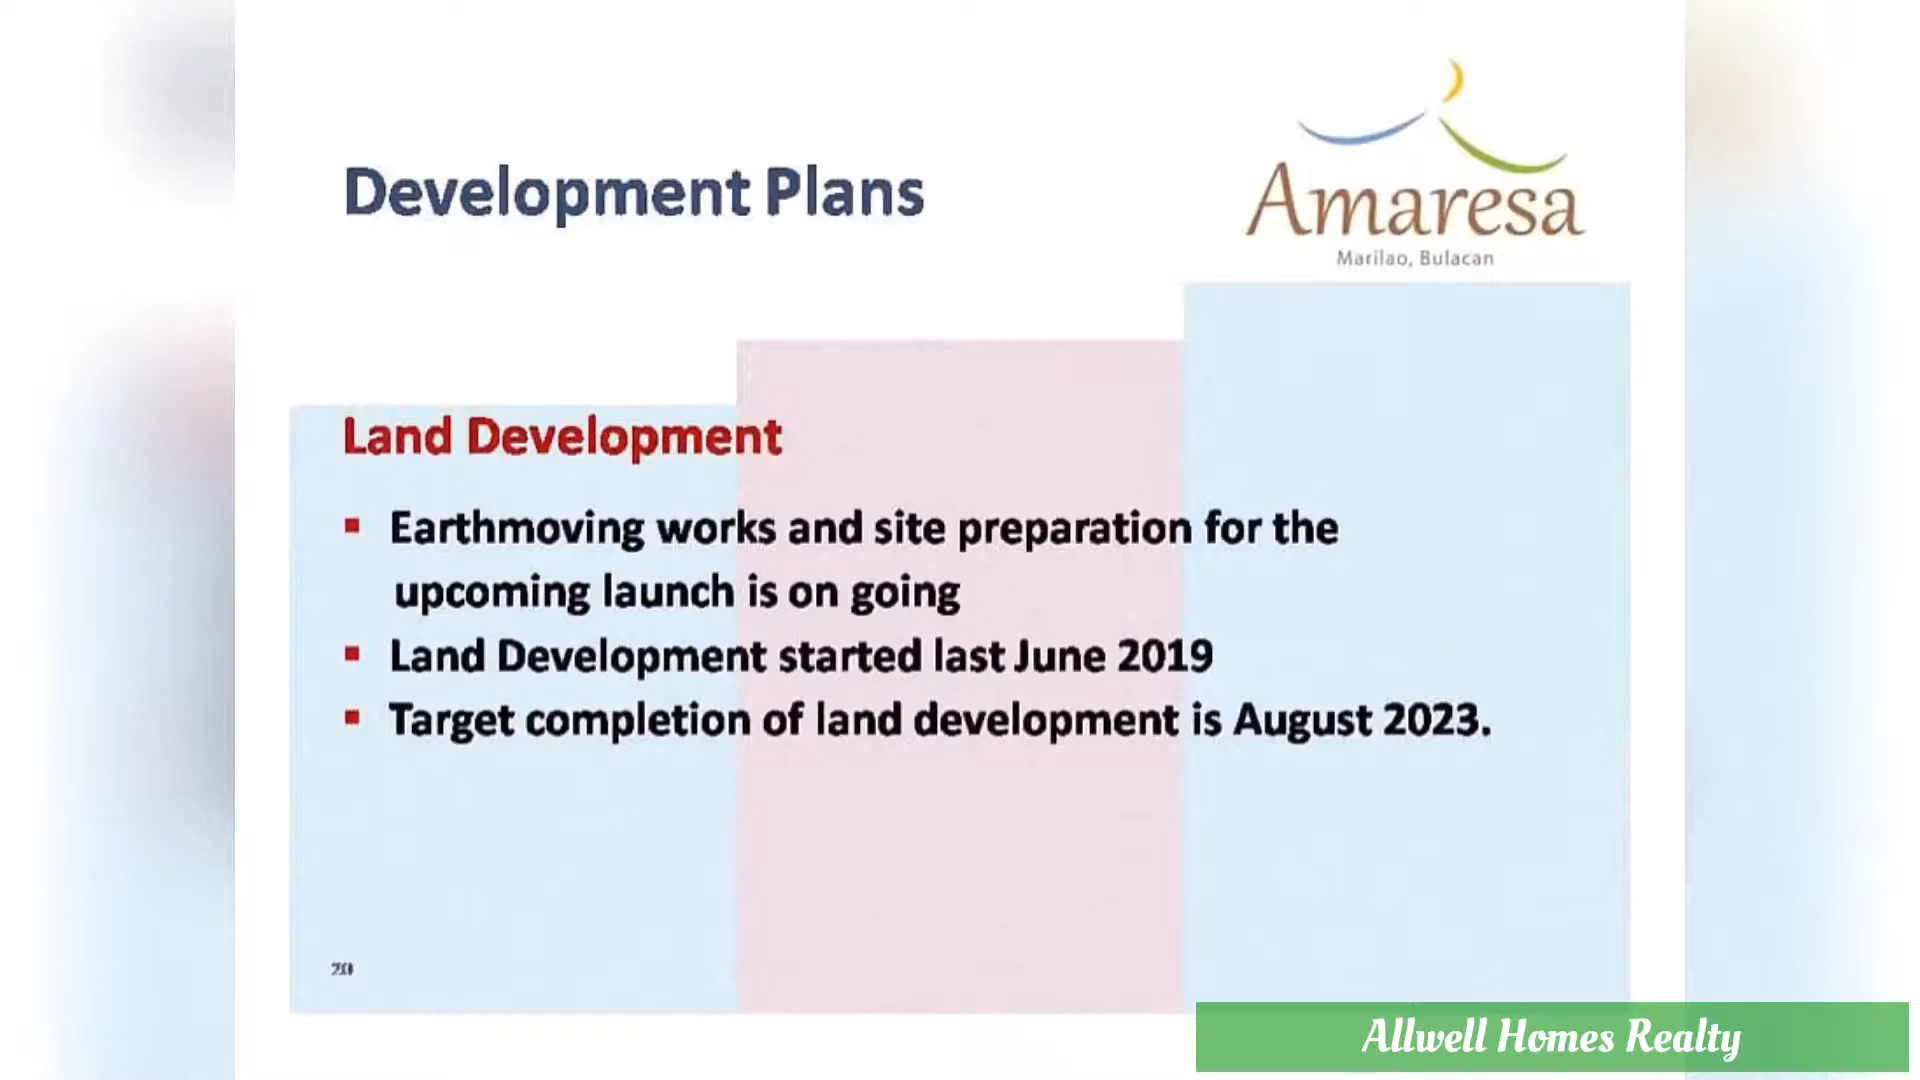 Development Plans
Amaresa
Marilao, Bulacan
Land Development
Earthmoving works and site preparation for the
upcoming launch is on going
Land Development started last June 2019
Target completion of land development is August 2023.
20
Allwell Homes Realty